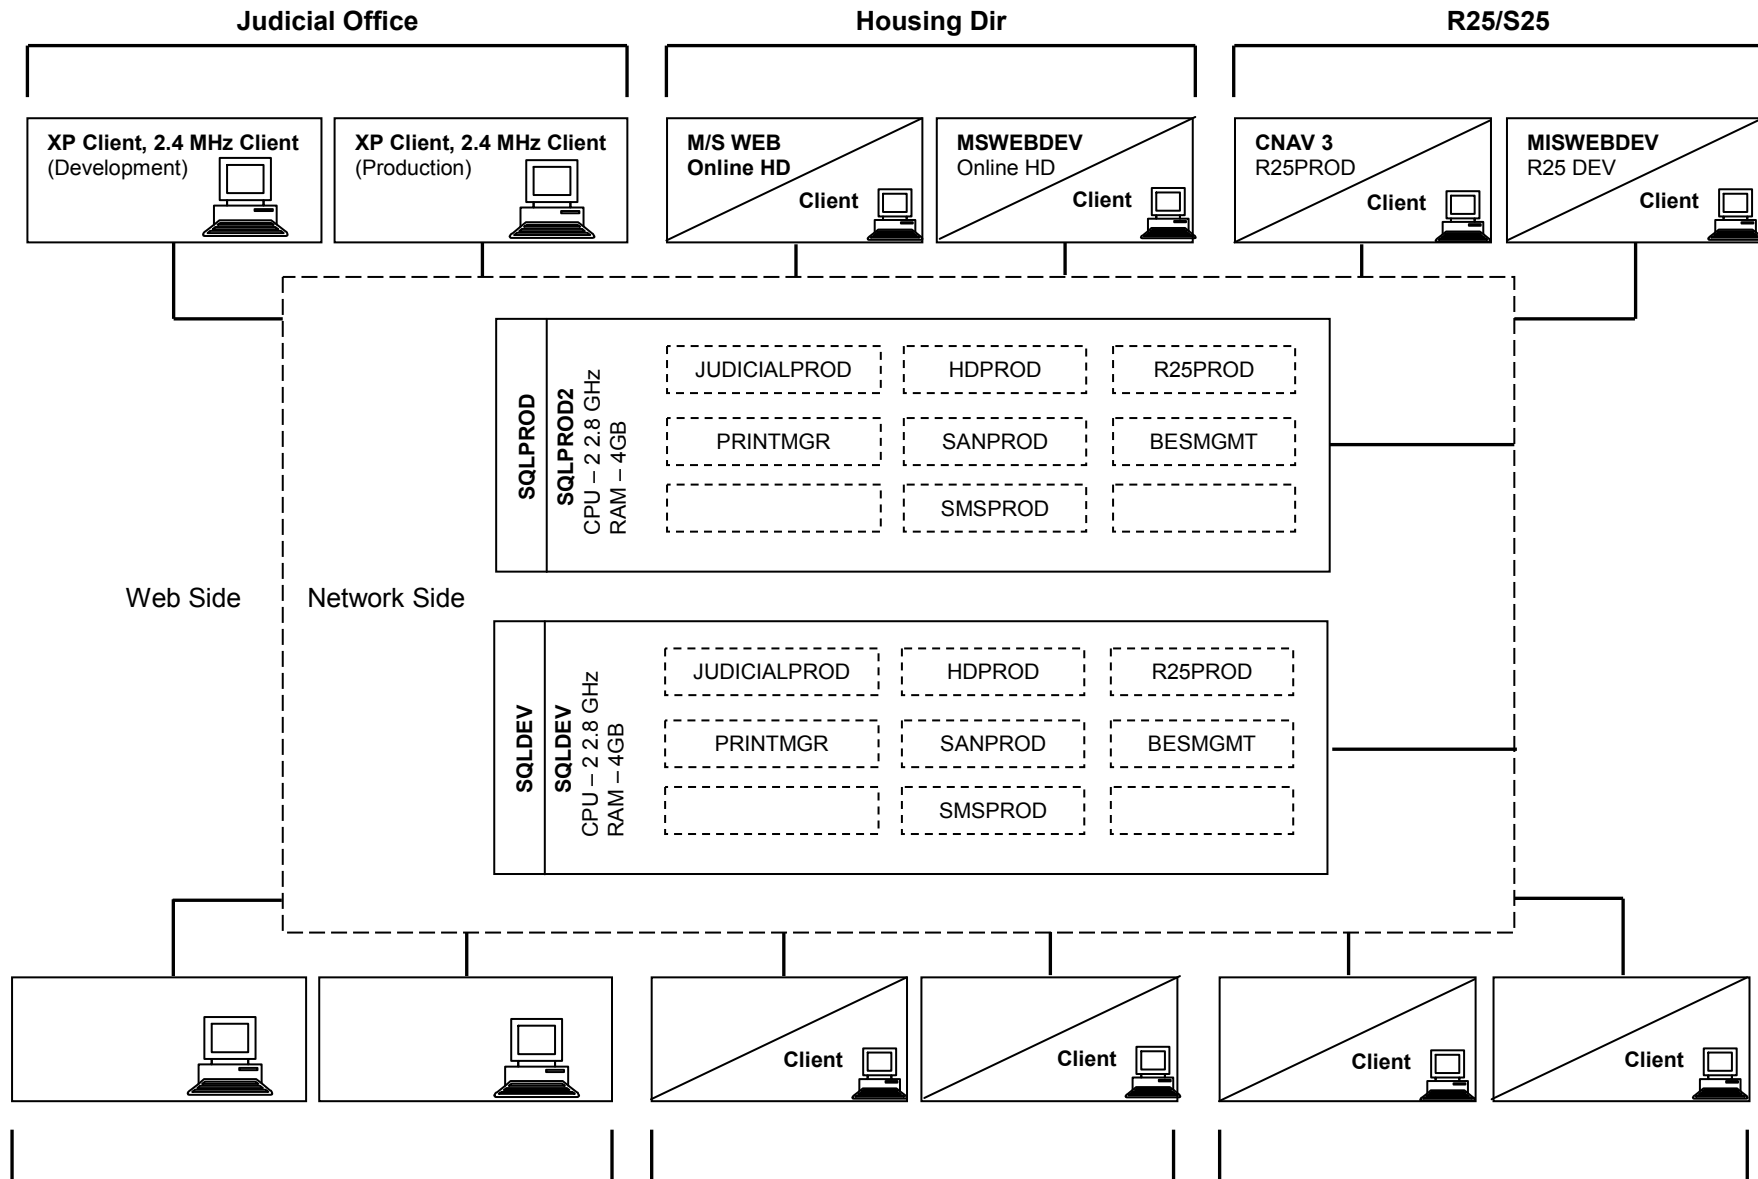 Judicial Office
Housing Dir
R25/S25
XP Client, 2.4 MHz Client
(Development)
XP Client, 2.4 MHz Client
(Production)
M/S WEB
Online HD
Client
MSWEBDEV
Online HD
Client
CNAV 3
R25PROD
Client
MISWEBDEV
R25 DEV
Client
SQLPROD
SQLPROD2
CPU – 2 2.8 GHz
RAM – 4GB
JUDICIALPROD
HDPROD
R25PROD
PRINTMGR
SANPROD
BESMGMT
SMSPROD
Web Side
Network Side
SQLDEV
SQLDEV
CPU – 2 2.8 GHz
RAM – 4GB
JUDICIALPROD
HDPROD
R25PROD
PRINTMGR
SANPROD
BESMGMT
SMSPROD
Client
Client
Client
Client